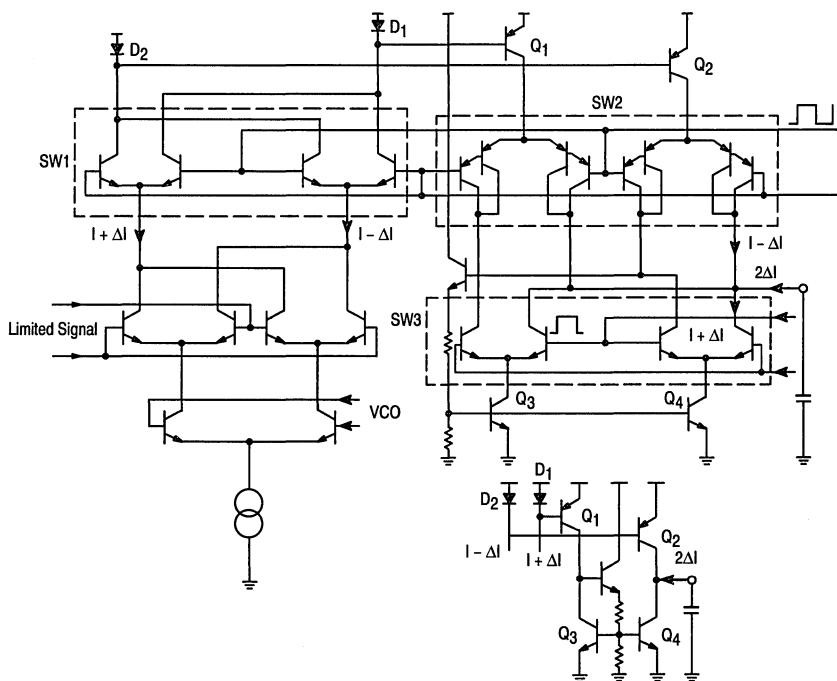 D1
D2
Q1
Q2
SW2
SW1
I + ΔI
I – ΔI
I – ΔI
2ΔI
Limited Signal
SW3
I + ΔI
VCO
Q3
Q4
D1
D2
Q1
Q2
I – ΔI
I + ΔI
2ΔI
Q3
Q4